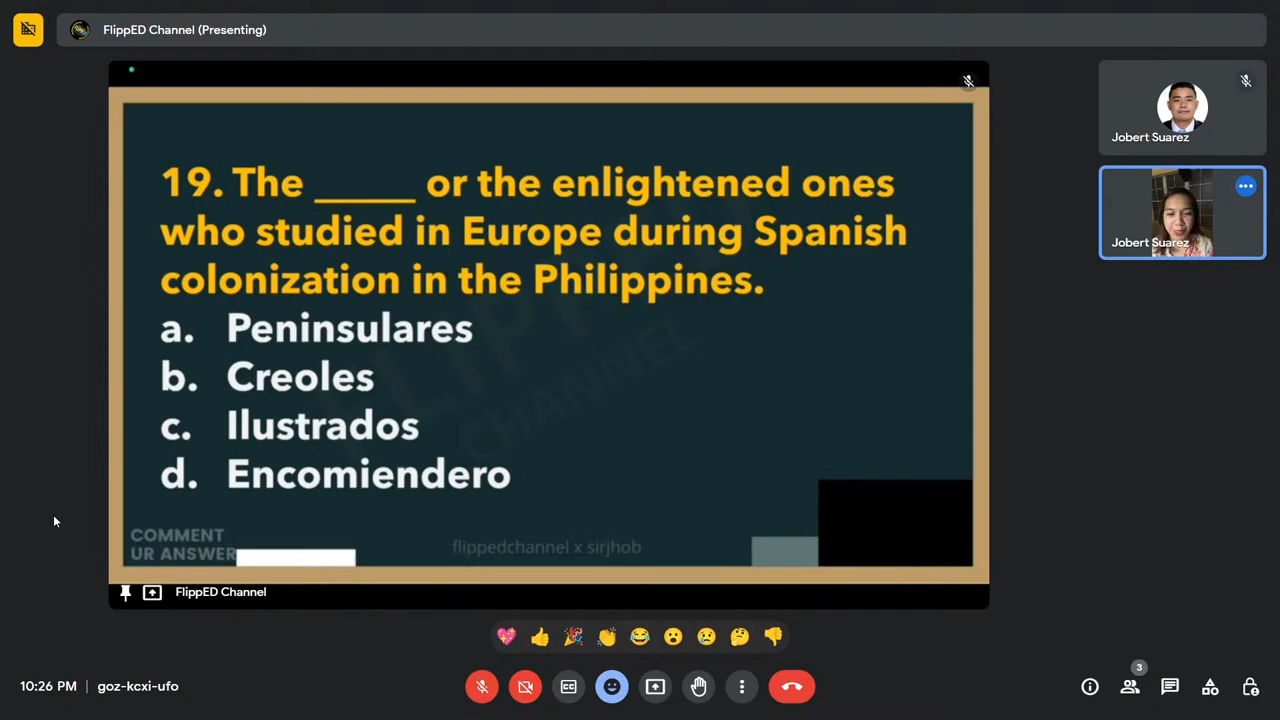 FlippED Channel (Presenting)
19. The _____ or the enlightened ones
who studied in Europe during Spanish
colonization in the Philippines.
a. Peninsulares
b. Creoles
c. Ilustrados
d. Encomiendero
FLIPPED
CHANNEL
COMMENT
UR ANSWER
flippedchannel x sirjhob
FlippED Channel
Jobert Suarez
Jobert Suarez
10:26 PM | goz-kcxi-ufo
3